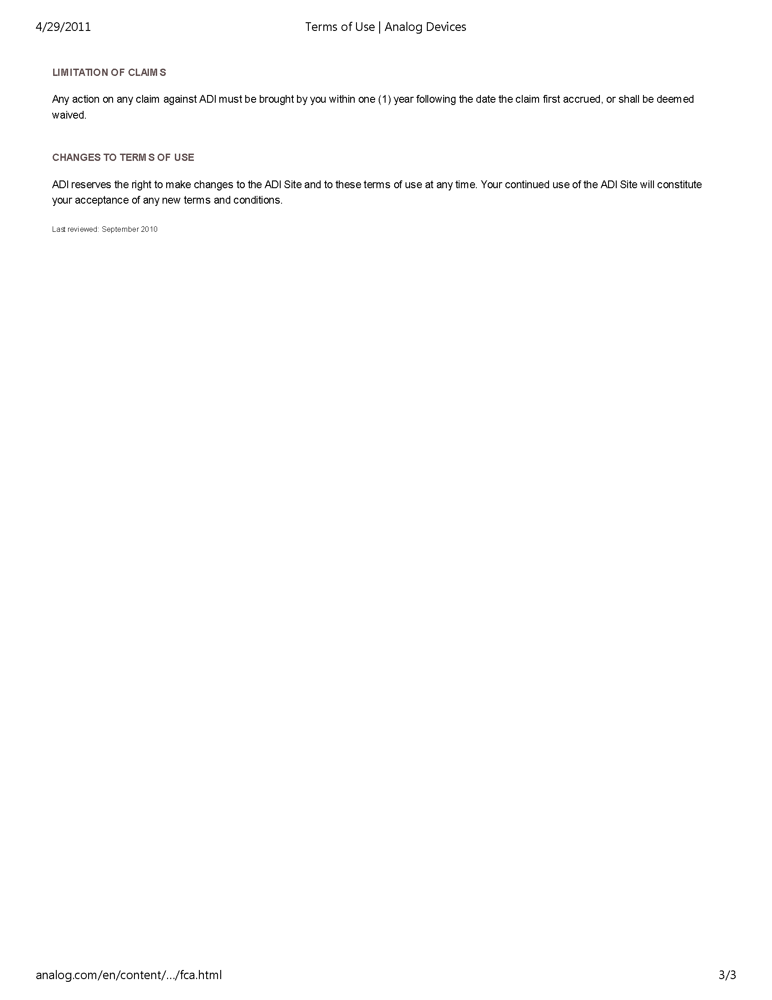 4/29/2011
Terms of Use | Analog Devices
LIMITATION OF CLAIMS
Any action on any claim against ADI must be brought by you within one (1) year following the date the claim first accrued, or shall be deemed
waived.
CHANGES TO TERMS OF USE
ADI reserves the right to make changes to the ADI Site and to these terms of use at any time. Your continued use of the ADI Site will constitute
your acceptance of any new terms and conditions.
Last reviewed: September 2010
analog.com/en/content/.../fca.html
3/3